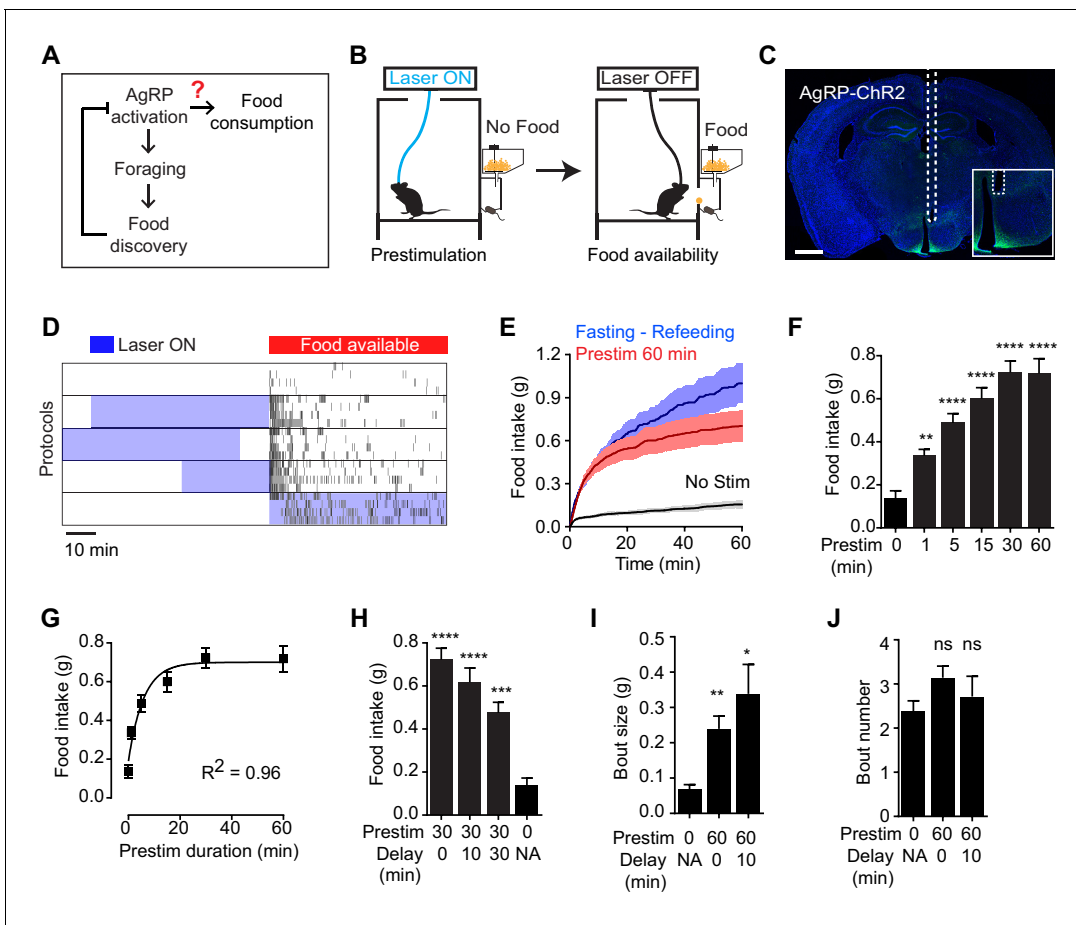 A
?
AgRP
activation
Food
consumption
Foraging
Food
discovery
B
Laser ON
Laser OFF
No Food
Food
Prestimulation
Food availability
C
AgRP-ChR2
D
Laser ON
Food available
Protocols
10 min
E
Fasting - Refeeding
Prestim 60 min
No Stim
Food intake (g)
1.2
0.9
0.6
0.3
0.0
0 20 40 60
Time (min)
F
Food intake (g)
0.8
0.6
0.4
0.2
0.0
** **** **** **** ****
Prestim 0 1 5 15 30 60
(min)
G
Food intake (g)
0.8
0.6
0.4
0.2
0.0
R² = 0.96
0 20 40 60
Prestim duration (min)
H
Food intake (g)
0.8
0.6
0.4
0.2
0.0
**** **** ***
Prestim 30 30 30 0
Delay 0 10 30 NA
(min)
I
Bout size (g)
0.5
0.4
0.3
0.2
0.1
0.0
** *
Prestim 0 60 60
Delay NA 0 10
(min)
J
Bout number
4
3
2
1
0
ns ns
0 60 60
NA 0 10